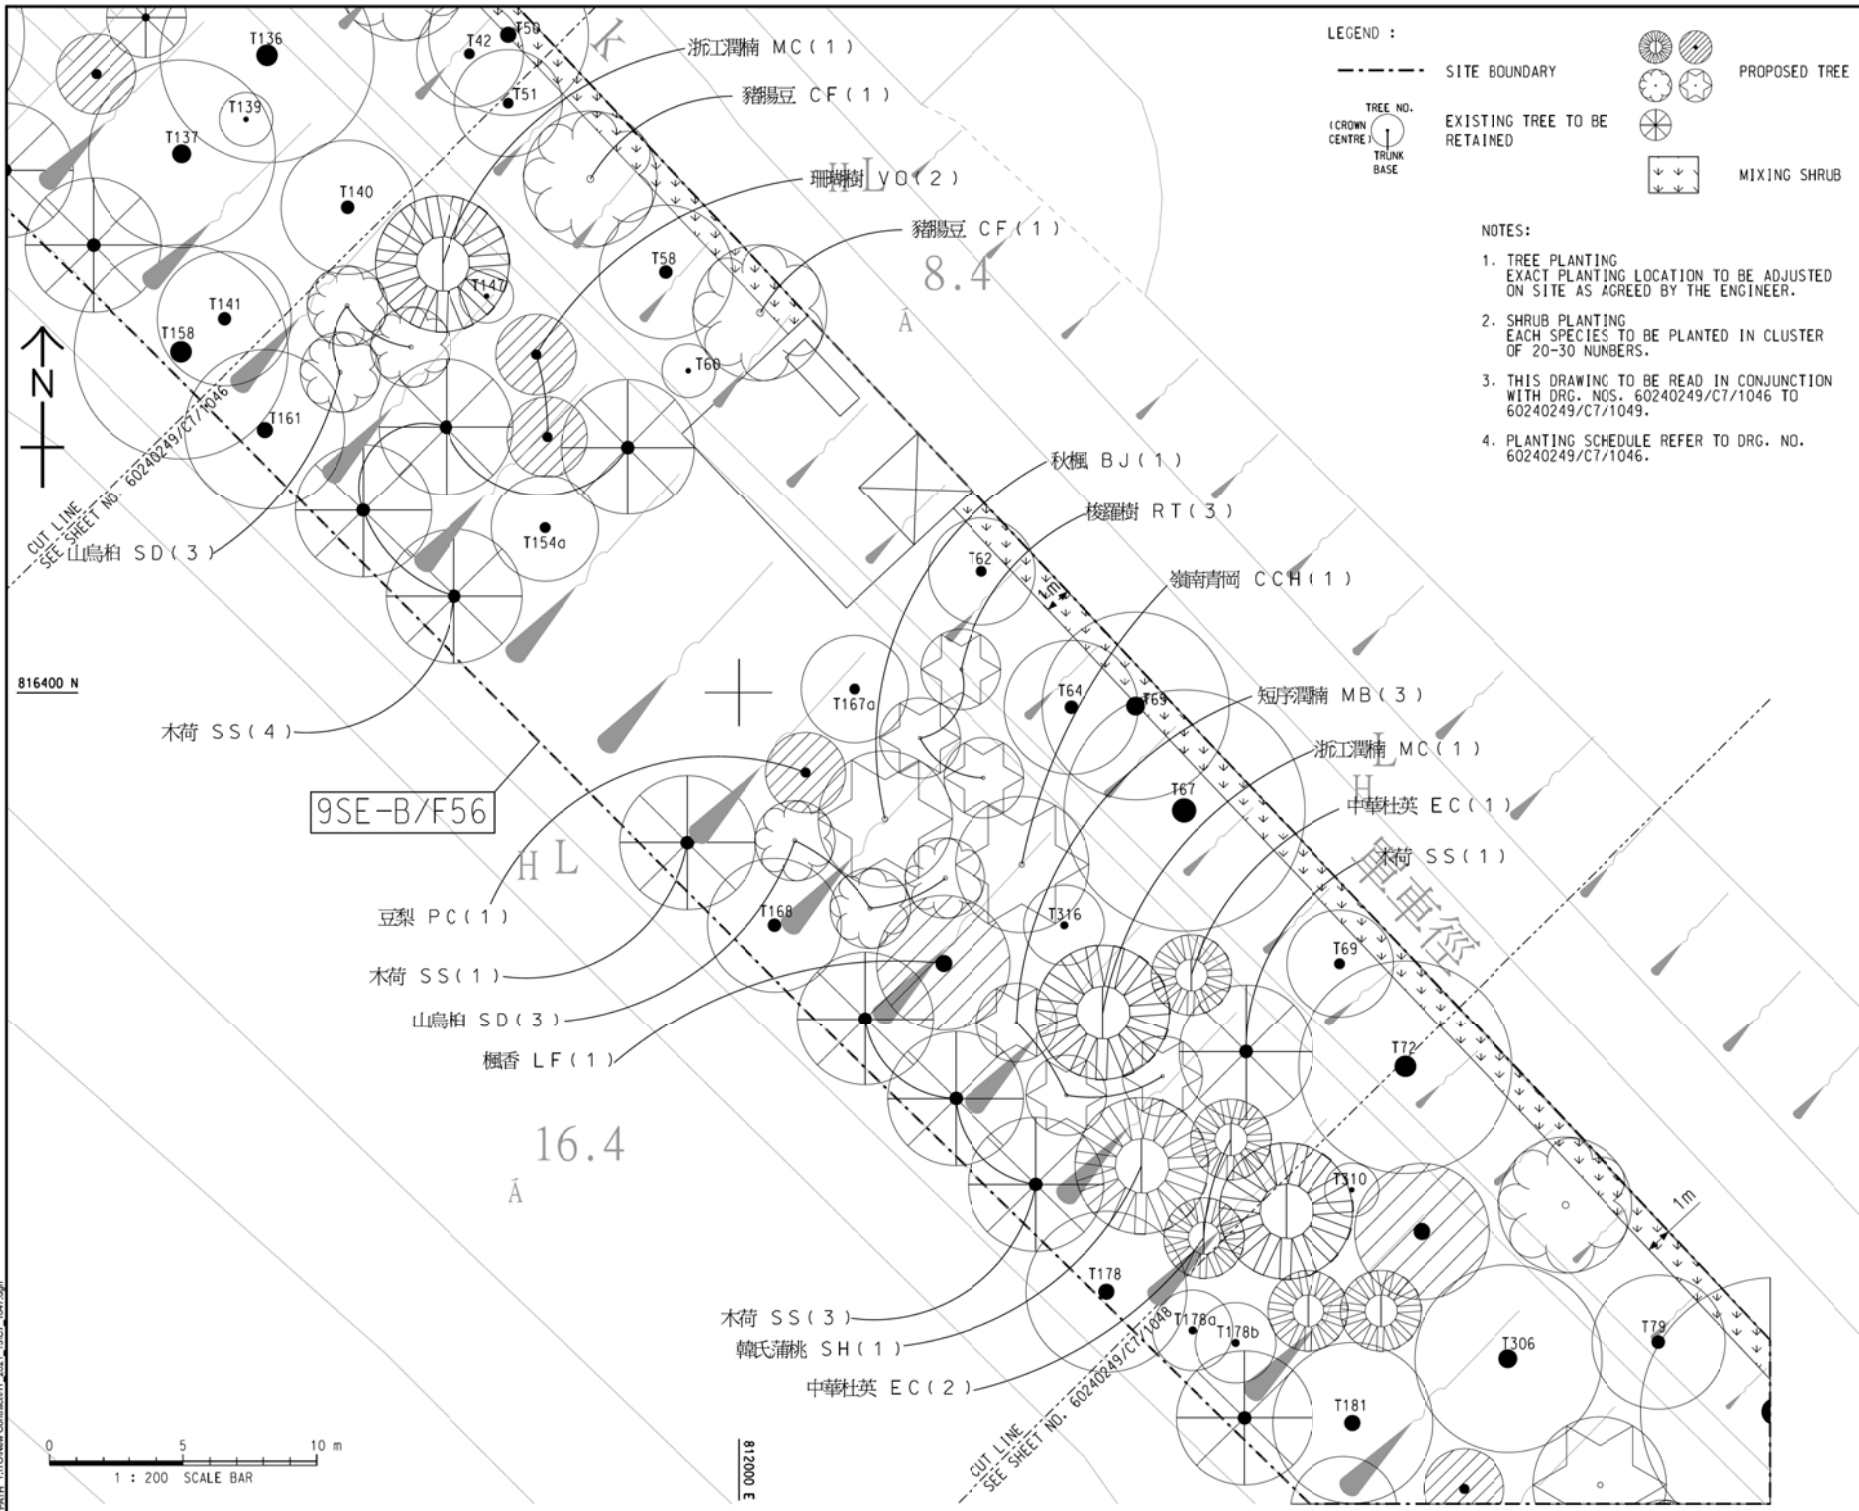 T136
T42
T50
T51
T139
T137
T140
T141
T158
T161
T147
T58
T60
T154a
浙江潤楠 MC(1)
豬腸豆 CF(1)
珊瑚樹 VO(2)
豬腸豆 CF(1)
k
HL
8.4
Á
N
CUT LINE
SEE SHEET NO. 60240249/C7/1046
山烏桕 SD(3)
木荷 SS(4)
816400 N
9SE-B/F56
秋楓 BJ(1)
梭羅樹 RT(3)
嶺南青岡 CCH(1)
短序潤楠 MB(3)
浙江潤楠 MC(1)
中華杜英 EC(1)
木荷 SS(1)
T62
1m
T64
T65
T67
T167a
T168
T316
T69
T72
L
H
單車徑
H L
豆梨 PC(1)
木荷 SS(1)
山烏桕 SD(3)
楓香 LF(1)
16.4
Á
木荷 SS(3)
韓氏蒲桃 SH(1)
中華杜英 EC(2)
T178
T178a
T178b
T310
T181
T306
T79
1m
CUT LINE
SEE SHEET NO. 60240249/C7/1048
812000 E
0 5 10 m
1 : 200 SCALE BAR
LEGEND :
SITE BOUNDARY
TREE NO.
(CROWN
CENTRE)
TRUNK
BASE
EXISTING TREE TO BE
RETAINED
PROPOSED TREE
MIXING SHRUB
NOTES:
1. TREE PLANTING
EXACT PLANTING LOCATION TO BE ADJUSTED
ON SITE AS AGREED BY THE ENGINEER.
2. SHRUB PLANTING
EACH SPECIES TO BE PLANTED IN CLUSTER
OF 20-30 NUNBERS.
3. THIS DRAWING TO BE READ IN CONJUNCTION
WITH DRG. NOS. 60240249/C7/1046 TO
60240249/C7/1049.
4. PLANTING SCHEDULE REFER TO DRG. NO.
60240249/C7/1046.